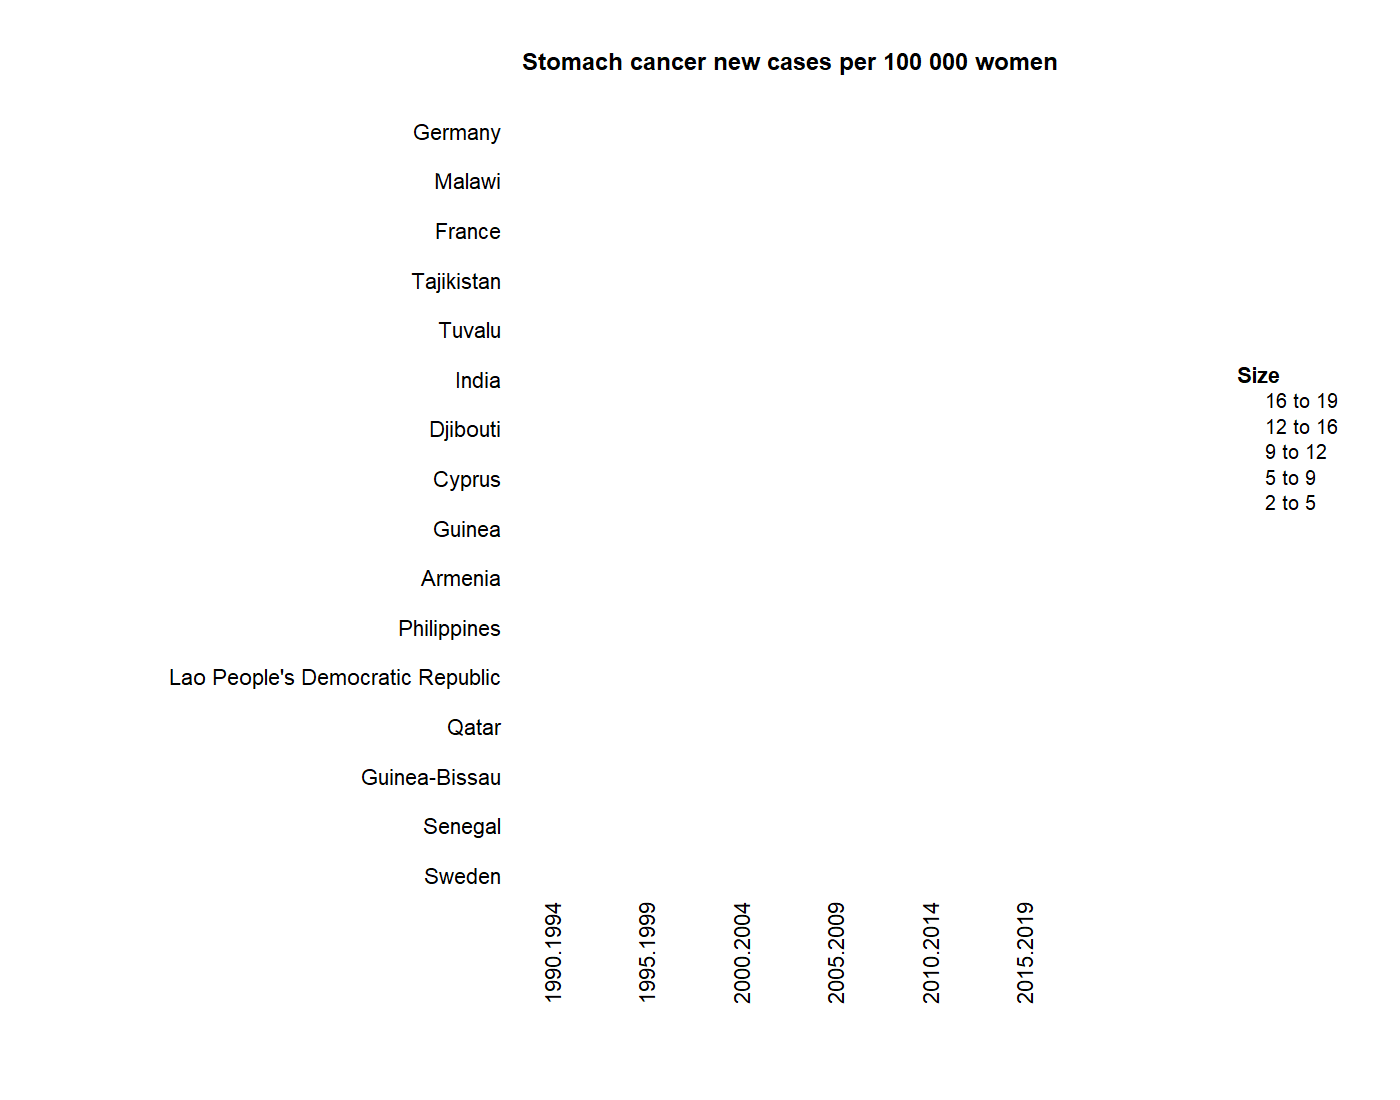 Stomach cancer new cases per 100 000 women
Germany
Malawi
France
Tajikistan
Tuvalu
India
Djibouti
Cyprus
Guinea
Armenia
Philippines
Lao People's Democratic Republic
Qatar
Guinea-Bissau
Senegal
Sweden
1990.1994
1995.1999
2000.2004
2005.2009
2010.2014
2015.2019
Size
16 to 19
12 to 16
9 to 12
5 to 9
2 to 5